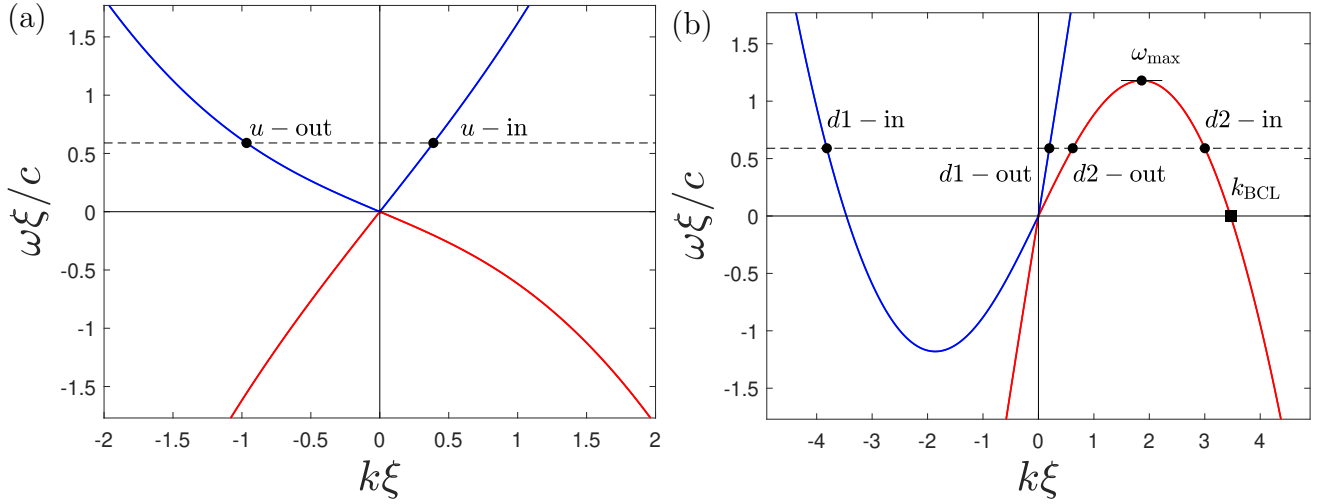 (a)
ωξ/c
1.5
1
0.5
0
-0.5
-1
-1.5
u − out
u − in
-2
-1.5
-1
-0.5
0
0.5
1
1.5
2
kξ
(b)
ωξ/c
1.5
1
0.5
0
-0.5
-1
-1.5
ω_max
d1 − in
d2 − in
d1 − out
d2 − out
k_BCL
-4
-3
-2
-1
0
1
2
3
4
kξ